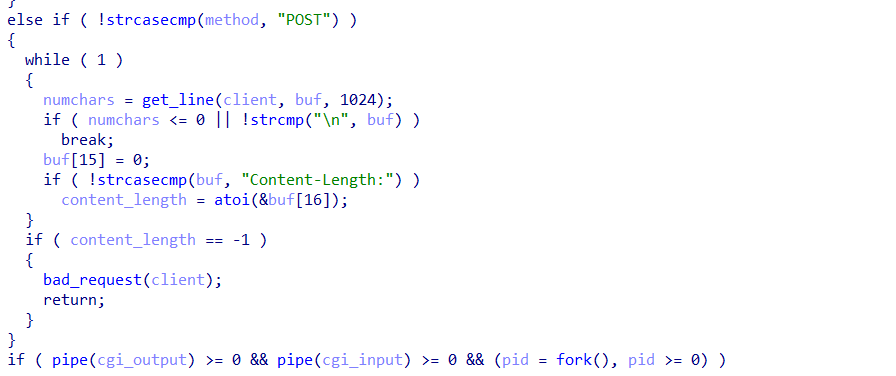 }
else if ( !strcasecmp(method, "POST") )
{
  while ( 1 )
  {
    numchars = get_line(client, buf, 1024);
    if ( numchars <= 0 || !strcmp("\n", buf) )
      break;
    buf[15] = 0;
    if ( !strcasecmp(buf, "Content-Length:") )
      content_length = atoi(&buf[16]);
  }
  if ( content_length == -1 )
  {
    bad_request(client);
    return;
  }
}
if ( pipe(cgi_output) >= 0 && pipe(cgi_input) >= 0 && (pid = fork(), pid >= 0) )